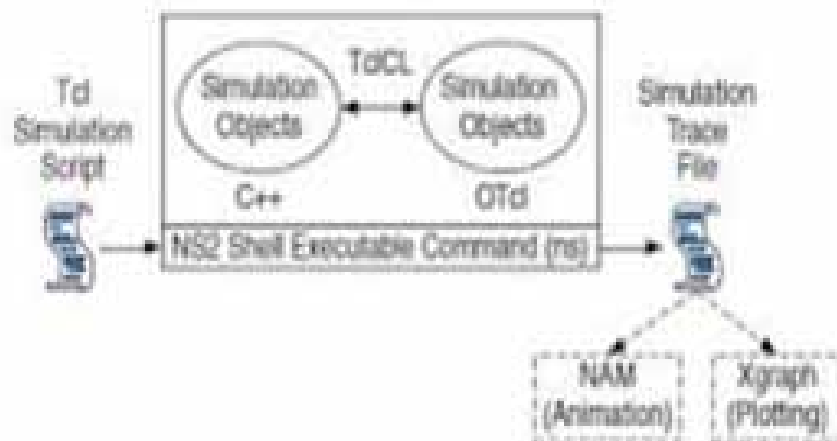 Tcl
Simulation
Script
Simulation
Objects
C++
TclCL
Simulation
Objects
OTcl
NS2 Shell Executable Command (ns)
Simulation
Trace
File
NAM
(Animation)
Xgraph
(Plotting)